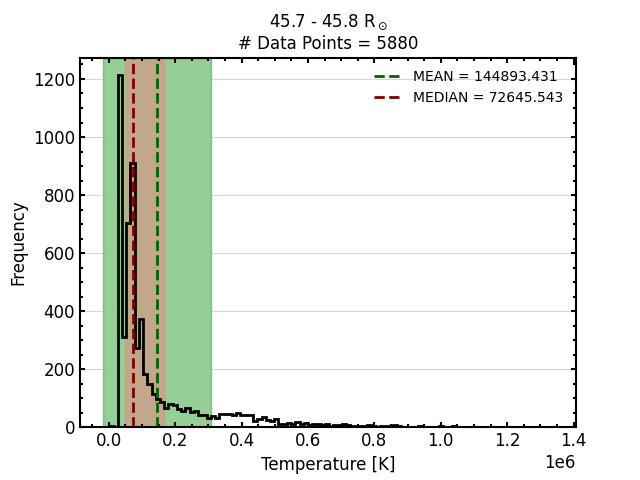 45.7 - 45.8 R⊙
# Data Points = 5880
MEAN = 144893.431
MEDIAN = 72645.543
Frequency
1200
1000
800
600
400
200
0
0.0 0.2 0.4 0.6 0.8 1.0 1.2 1.4
1e6
Temperature [K]